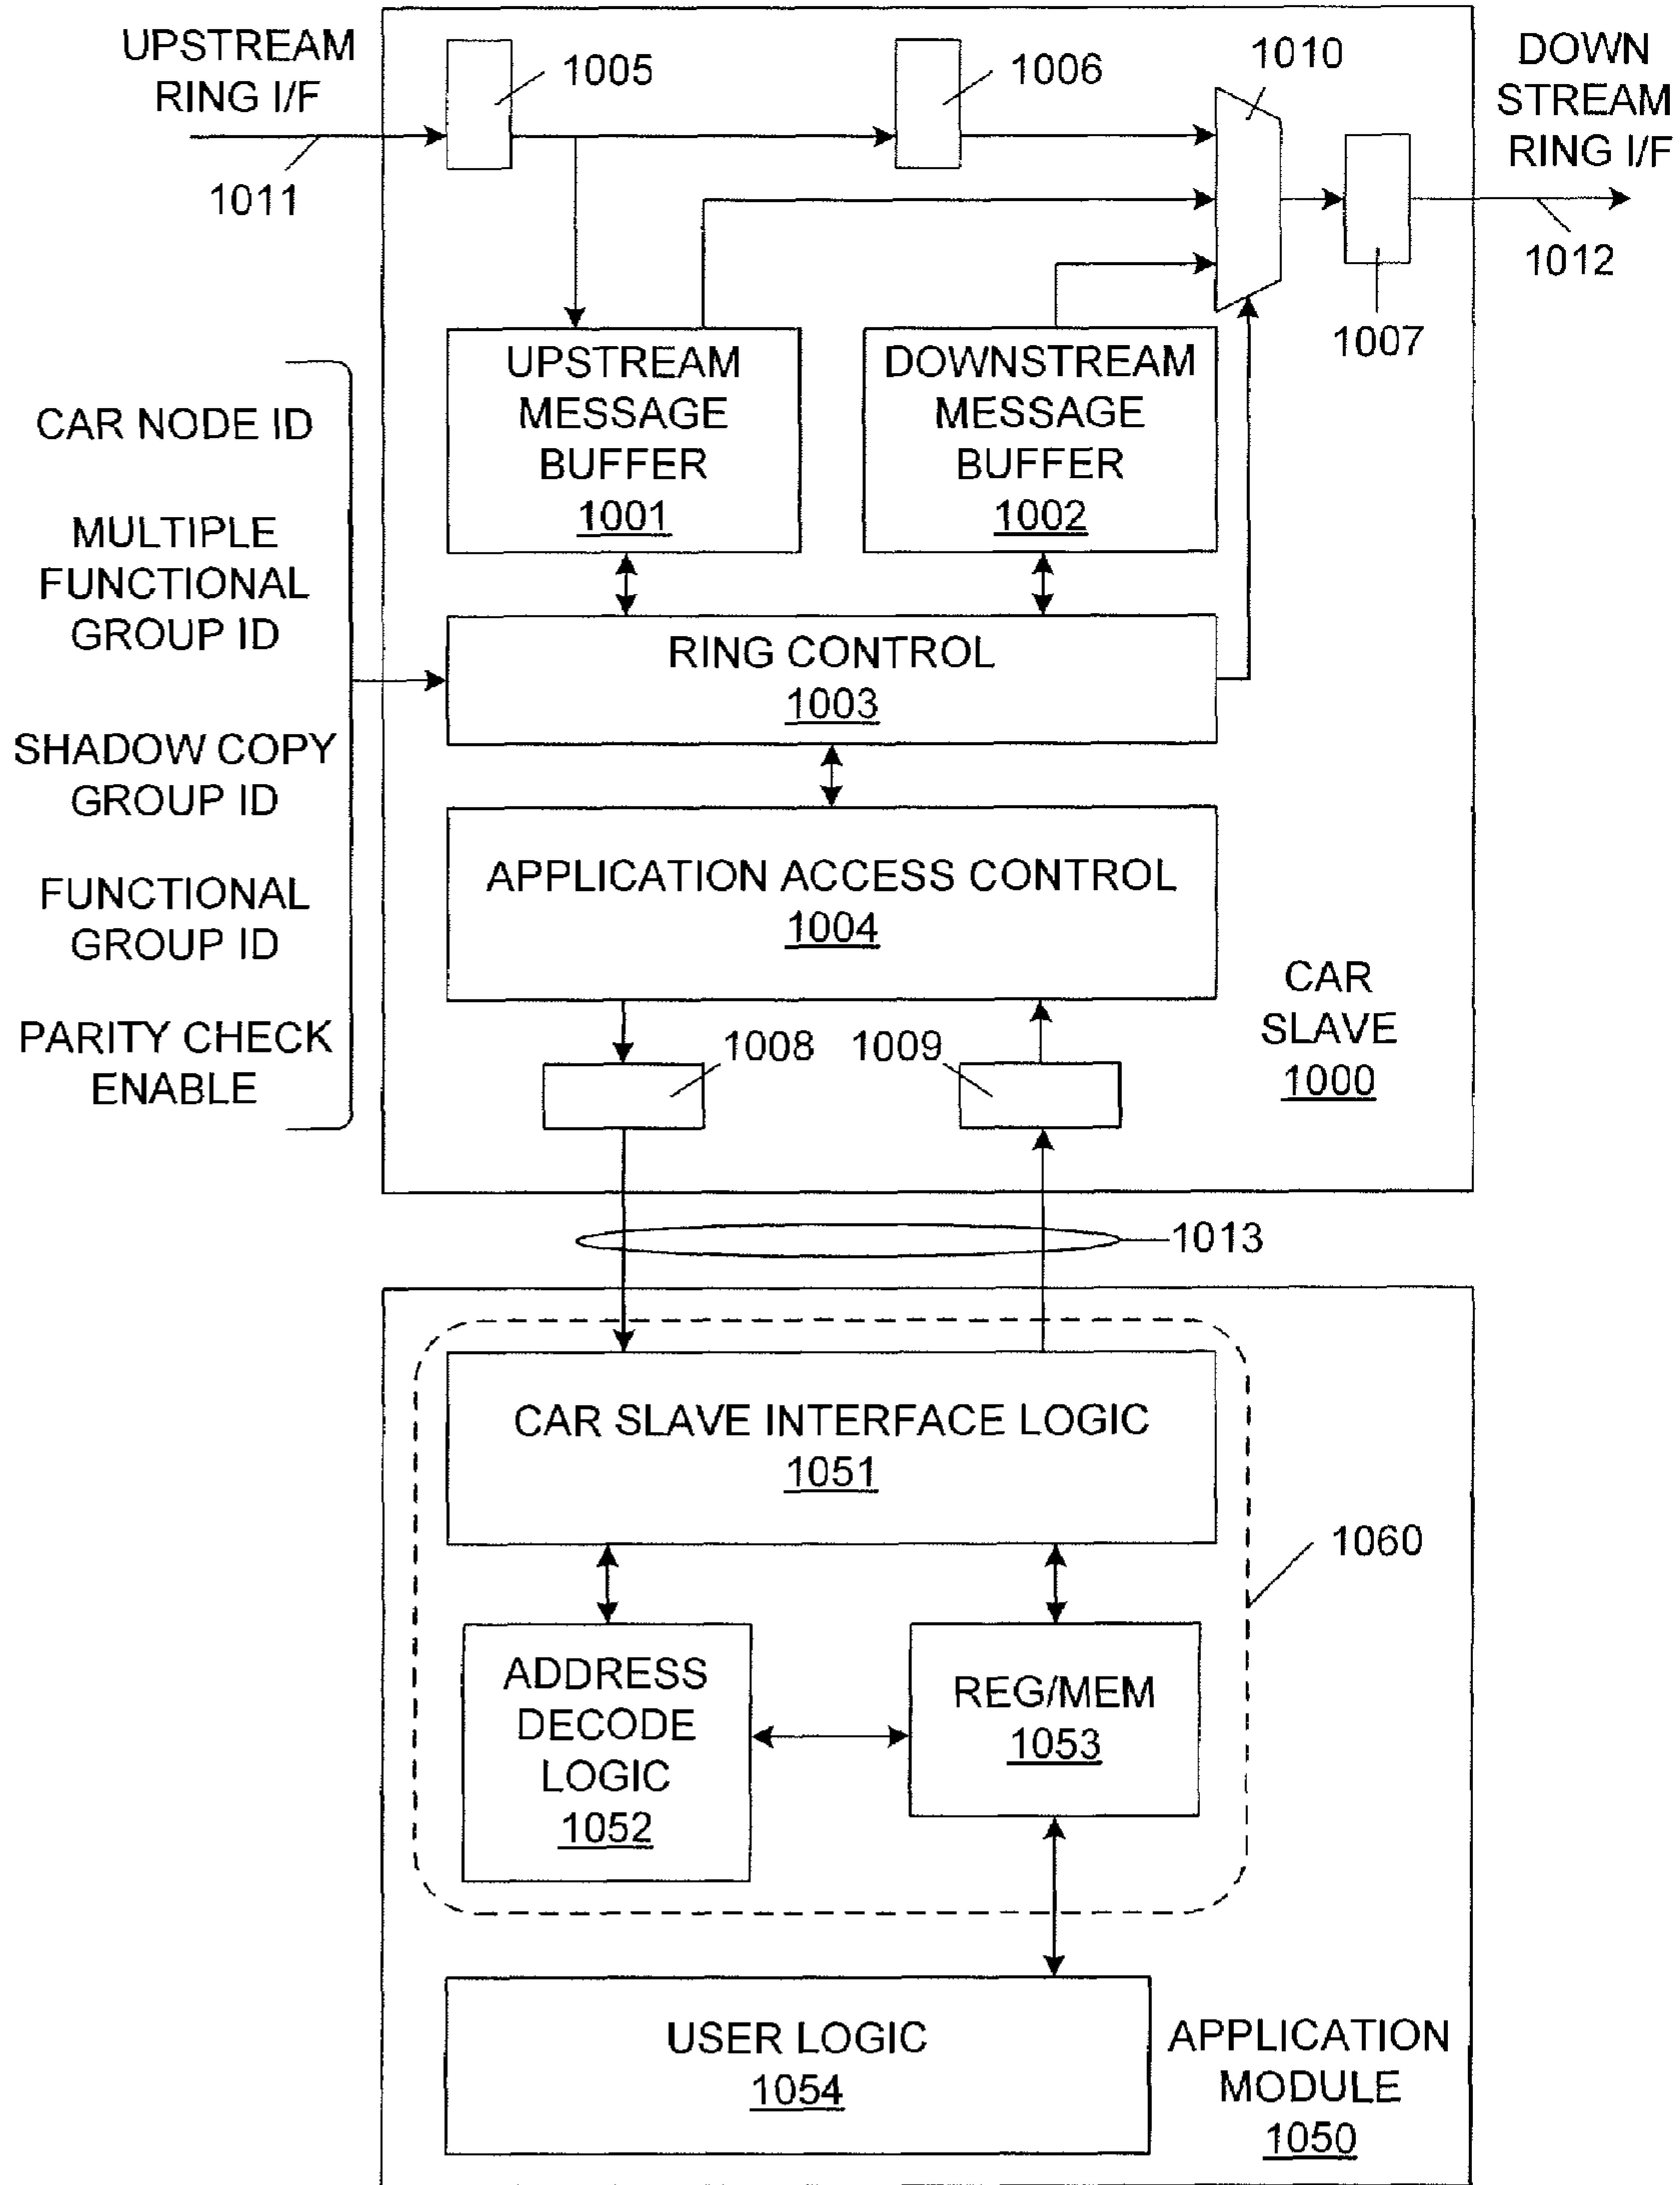 UPSTREAM
RING I/F
1005
1006
1010
DOWN
STREAM
RING I/F
1011
1012
1007
UPSTREAM
MESSAGE
BUFFER
1001
DOWNSTREAM
MESSAGE
BUFFER
1002
CAR NODE ID
MULTIPLE
FUNCTIONAL
GROUP ID
SHADOW COPY
GROUP ID
FUNCTIONAL
GROUP ID
PARITY CHECK
ENABLE
RING CONTROL
1003
APPLICATION ACCESS CONTROL
1004
1008
1009
CAR
SLAVE
1000
1013
CAR SLAVE INTERFACE LOGIC
1051
1060
ADDRESS
DECODE
LOGIC
1052
REG/MEM
1053
USER LOGIC
1054
APPLICATION
MODULE
1050